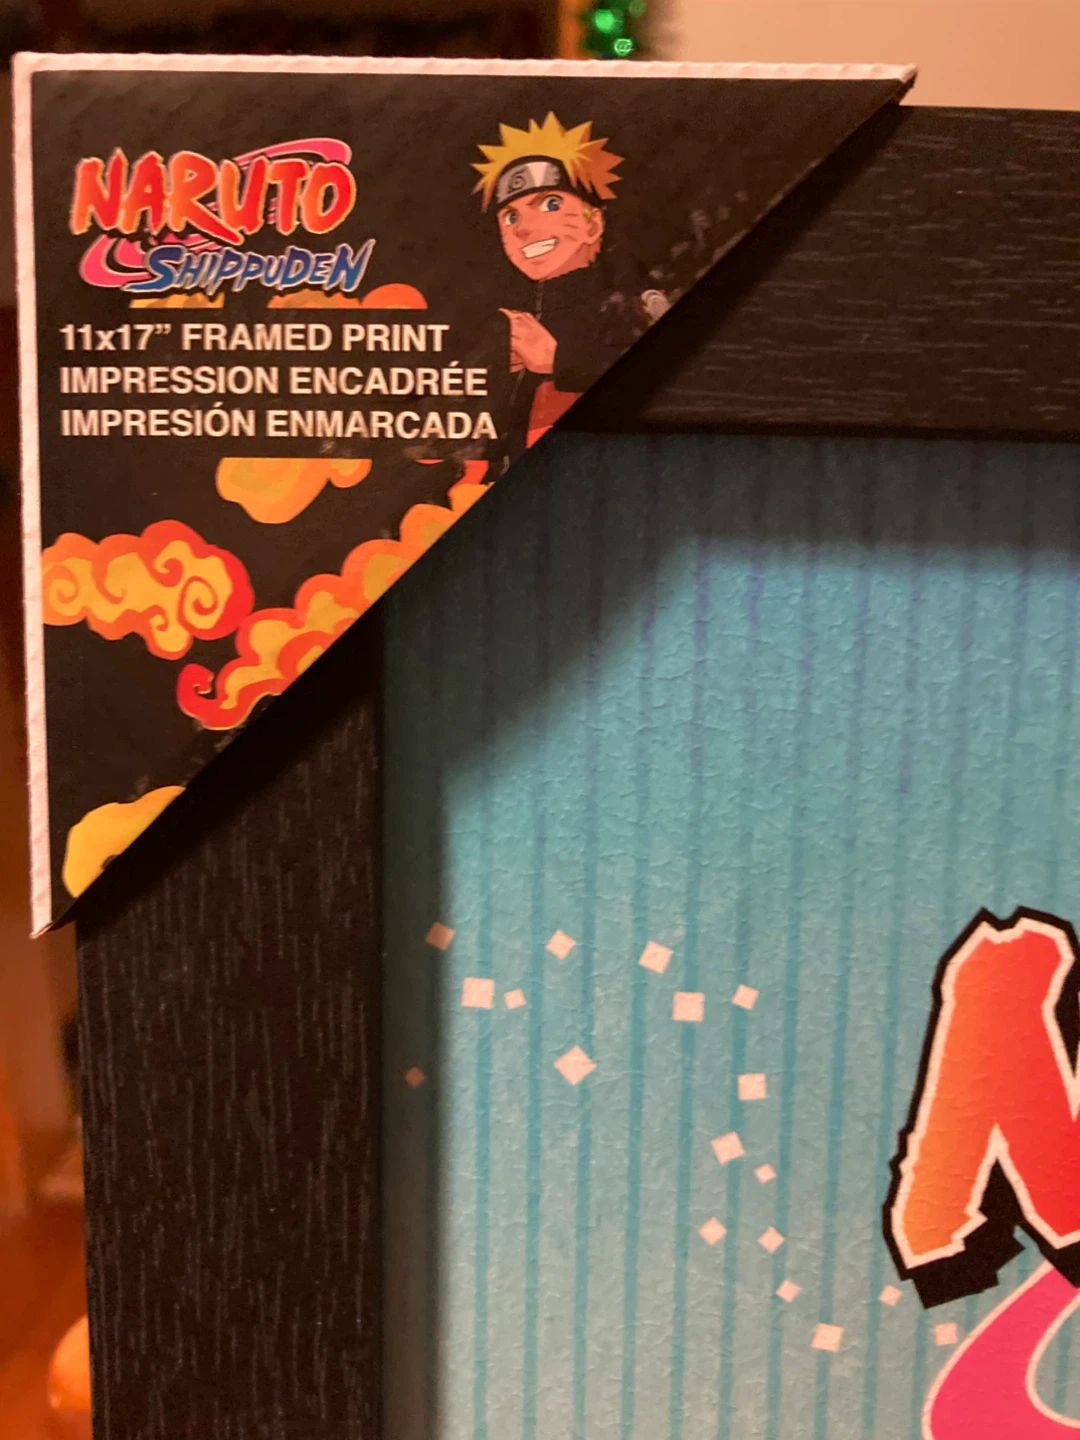 NARUTO
SHIPPUDEN
11x17” FRAMED PRINT
IMPRESSION ENCADRÉE
IMPRESIÓN ENMARCADA
N